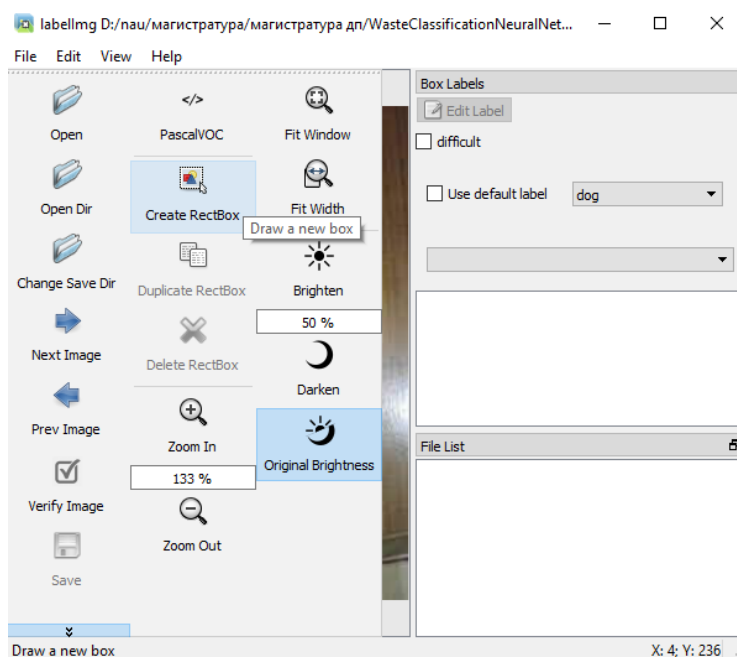 labelImg D:/nau/магистратура/магистратура дп/WasteClassificationNeuralNet...
File Edit View Help
Open
Open Dir
Change Save Dir
Next Image
Prev Image
Verify Image
Save
</>
PascalVOC
Create RectBox
Draw a new box
Duplicate RectBox
Delete RectBox
Zoom In
133 %
Zoom Out
Fit Window
Fit Width
Brighten
50 %
Darken
Original Brightness
Box Labels
Edit Label
difficult
Use default label dog
File List
Draw a new box X: 4; Y: 236